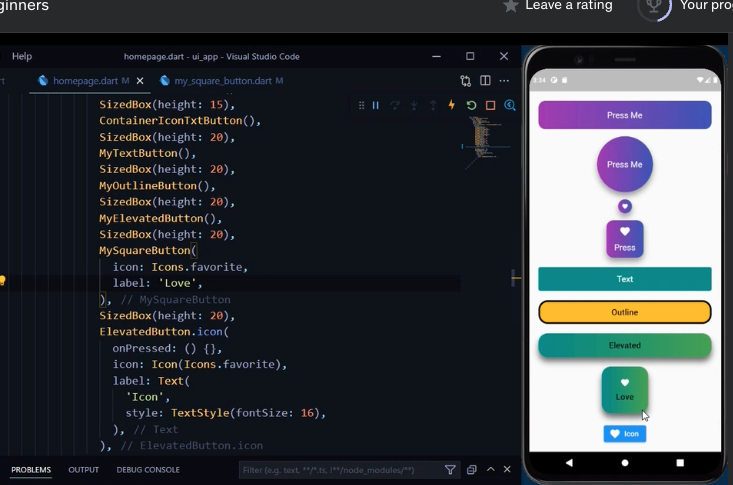 ginners
Leave a rating
Your pro
Help
homepage.dart - ui_app - Visual Studio Code
homepage.dart M
my_square_button.dart M
SizedBox(height: 15),
ContainerIconTxtButton(),
SizedBox(height: 20),
MyTextButton(),
SizedBox(height: 20),
MyOutlineButton(),
SizedBox(height: 20),
MyElevatedButton(),
SizedBox(height: 20),
MySquareButton(
icon: Icons.favorite,
label: 'Love',
), // MySquareButton
SizedBox(height: 20),
ElevatedButton.icon(
onPressed: () {},
icon: Icon(Icons.favorite),
label: Text(
'Icon',
style: TextStyle(fontSize: 16),
), // Text
), // ElevatedButton.icon
PROBLEMS
OUTPUT
DEBUG CONSOLE
Filter (e.g. text, **/*.ts, !**/node_modules/**)
Press Me
Press Me
Press
Text
Outline
Elevated
Love
Icon